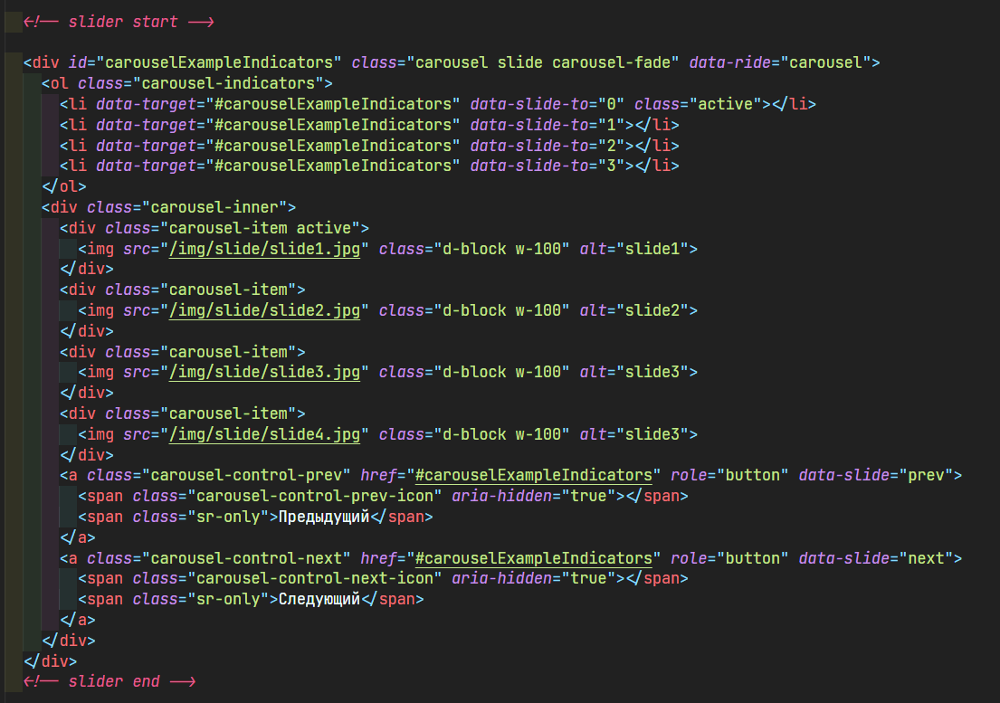 <!-- slider start -->
<div id="carouselExampleIndicators" class="carousel slide carousel-fade" data-ride="carousel">
<ol class="carousel-indicators">
<li data-target="#carouselExampleIndicators" data-slide-to="0" class="active"></li>
<li data-target="#carouselExampleIndicators" data-slide-to="1"></li>
<li data-target="#carouselExampleIndicators" data-slide-to="2"></li>
<li data-target="#carouselExampleIndicators" data-slide-to="3"></li>
</ol>
<div class="carousel-inner">
<div class="carousel-item active">
<img src="/img/slide/slide1.jpg" class="d-block w-100" alt="slide1">
</div>
<div class="carousel-item">
<img src="/img/slide/slide2.jpg" class="d-block w-100" alt="slide2">
</div>
<div class="carousel-item">
<img src="/img/slide/slide3.jpg" class="d-block w-100" alt="slide3">
</div>
<div class="carousel-item">
<img src="/img/slide/slide4.jpg" class="d-block w-100" alt="slide3">
</div>
<a class="carousel-control-prev" href="#carouselExampleIndicators" role="button" data-slide="prev">
<span class="carousel-control-prev-icon" aria-hidden="true"></span>
<span class="sr-only">Предыдущий</span>
</a>
<a class="carousel-control-next" href="#carouselExampleIndicators" role="button" data-slide="next">
<span class="carousel-control-next-icon" aria-hidden="true"></span>
<span class="sr-only">Следующий</span>
</a>
</div>
</div>
<!-- slider end -->